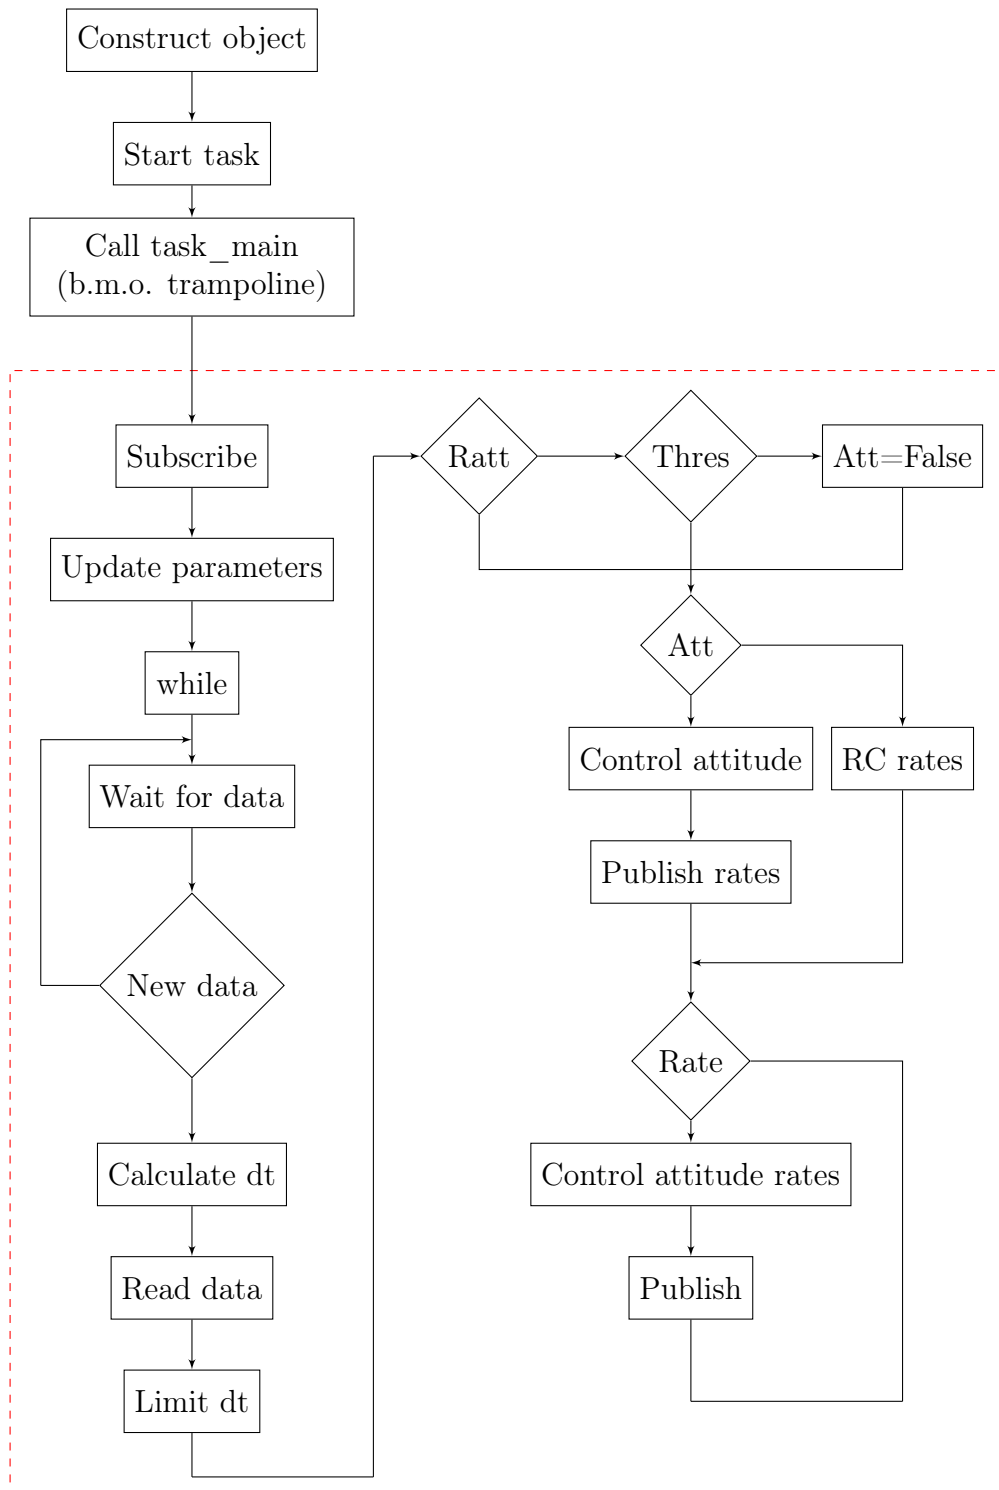 Construct object
Start task
Call task_main
(b.m.o. trampoline)
Subscribe
Update parameters
while
Wait for data
New data
Calculate dt
Read data
Limit dt
Ratt
Thres
Att=False
Att
Control attitude
RC rates
Publish rates
Rate
Control attitude rates
Publish